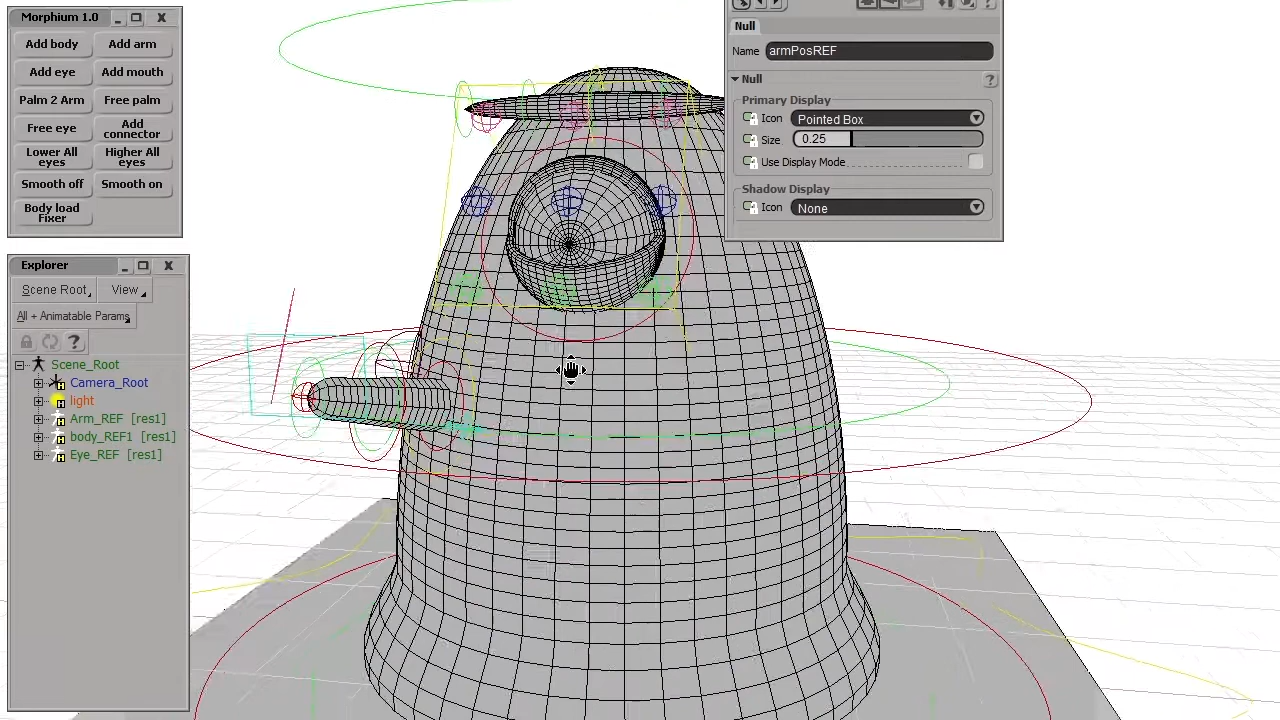 Morphium 1.0
Add body
Add arm
Add eye
Add mouth
Palm 2 Arm
Free palm
Free eye
Add
connector
Lower All
eyes
Higher All
eyes
Smooth off
Smooth on
Body load
Fixer
Explorer
Scene Root
View
All + Animatable Params
?
Scene_Root
Camera_Root
light
Arm_REF [res1]
body_REF1 [res1]
Eye_REF [res1]
Null
Name armPosREF
Null
?
Primary Display
Icon Pointed Box
Size 0.25
Use Display Mode
Shadow Display
Icon None